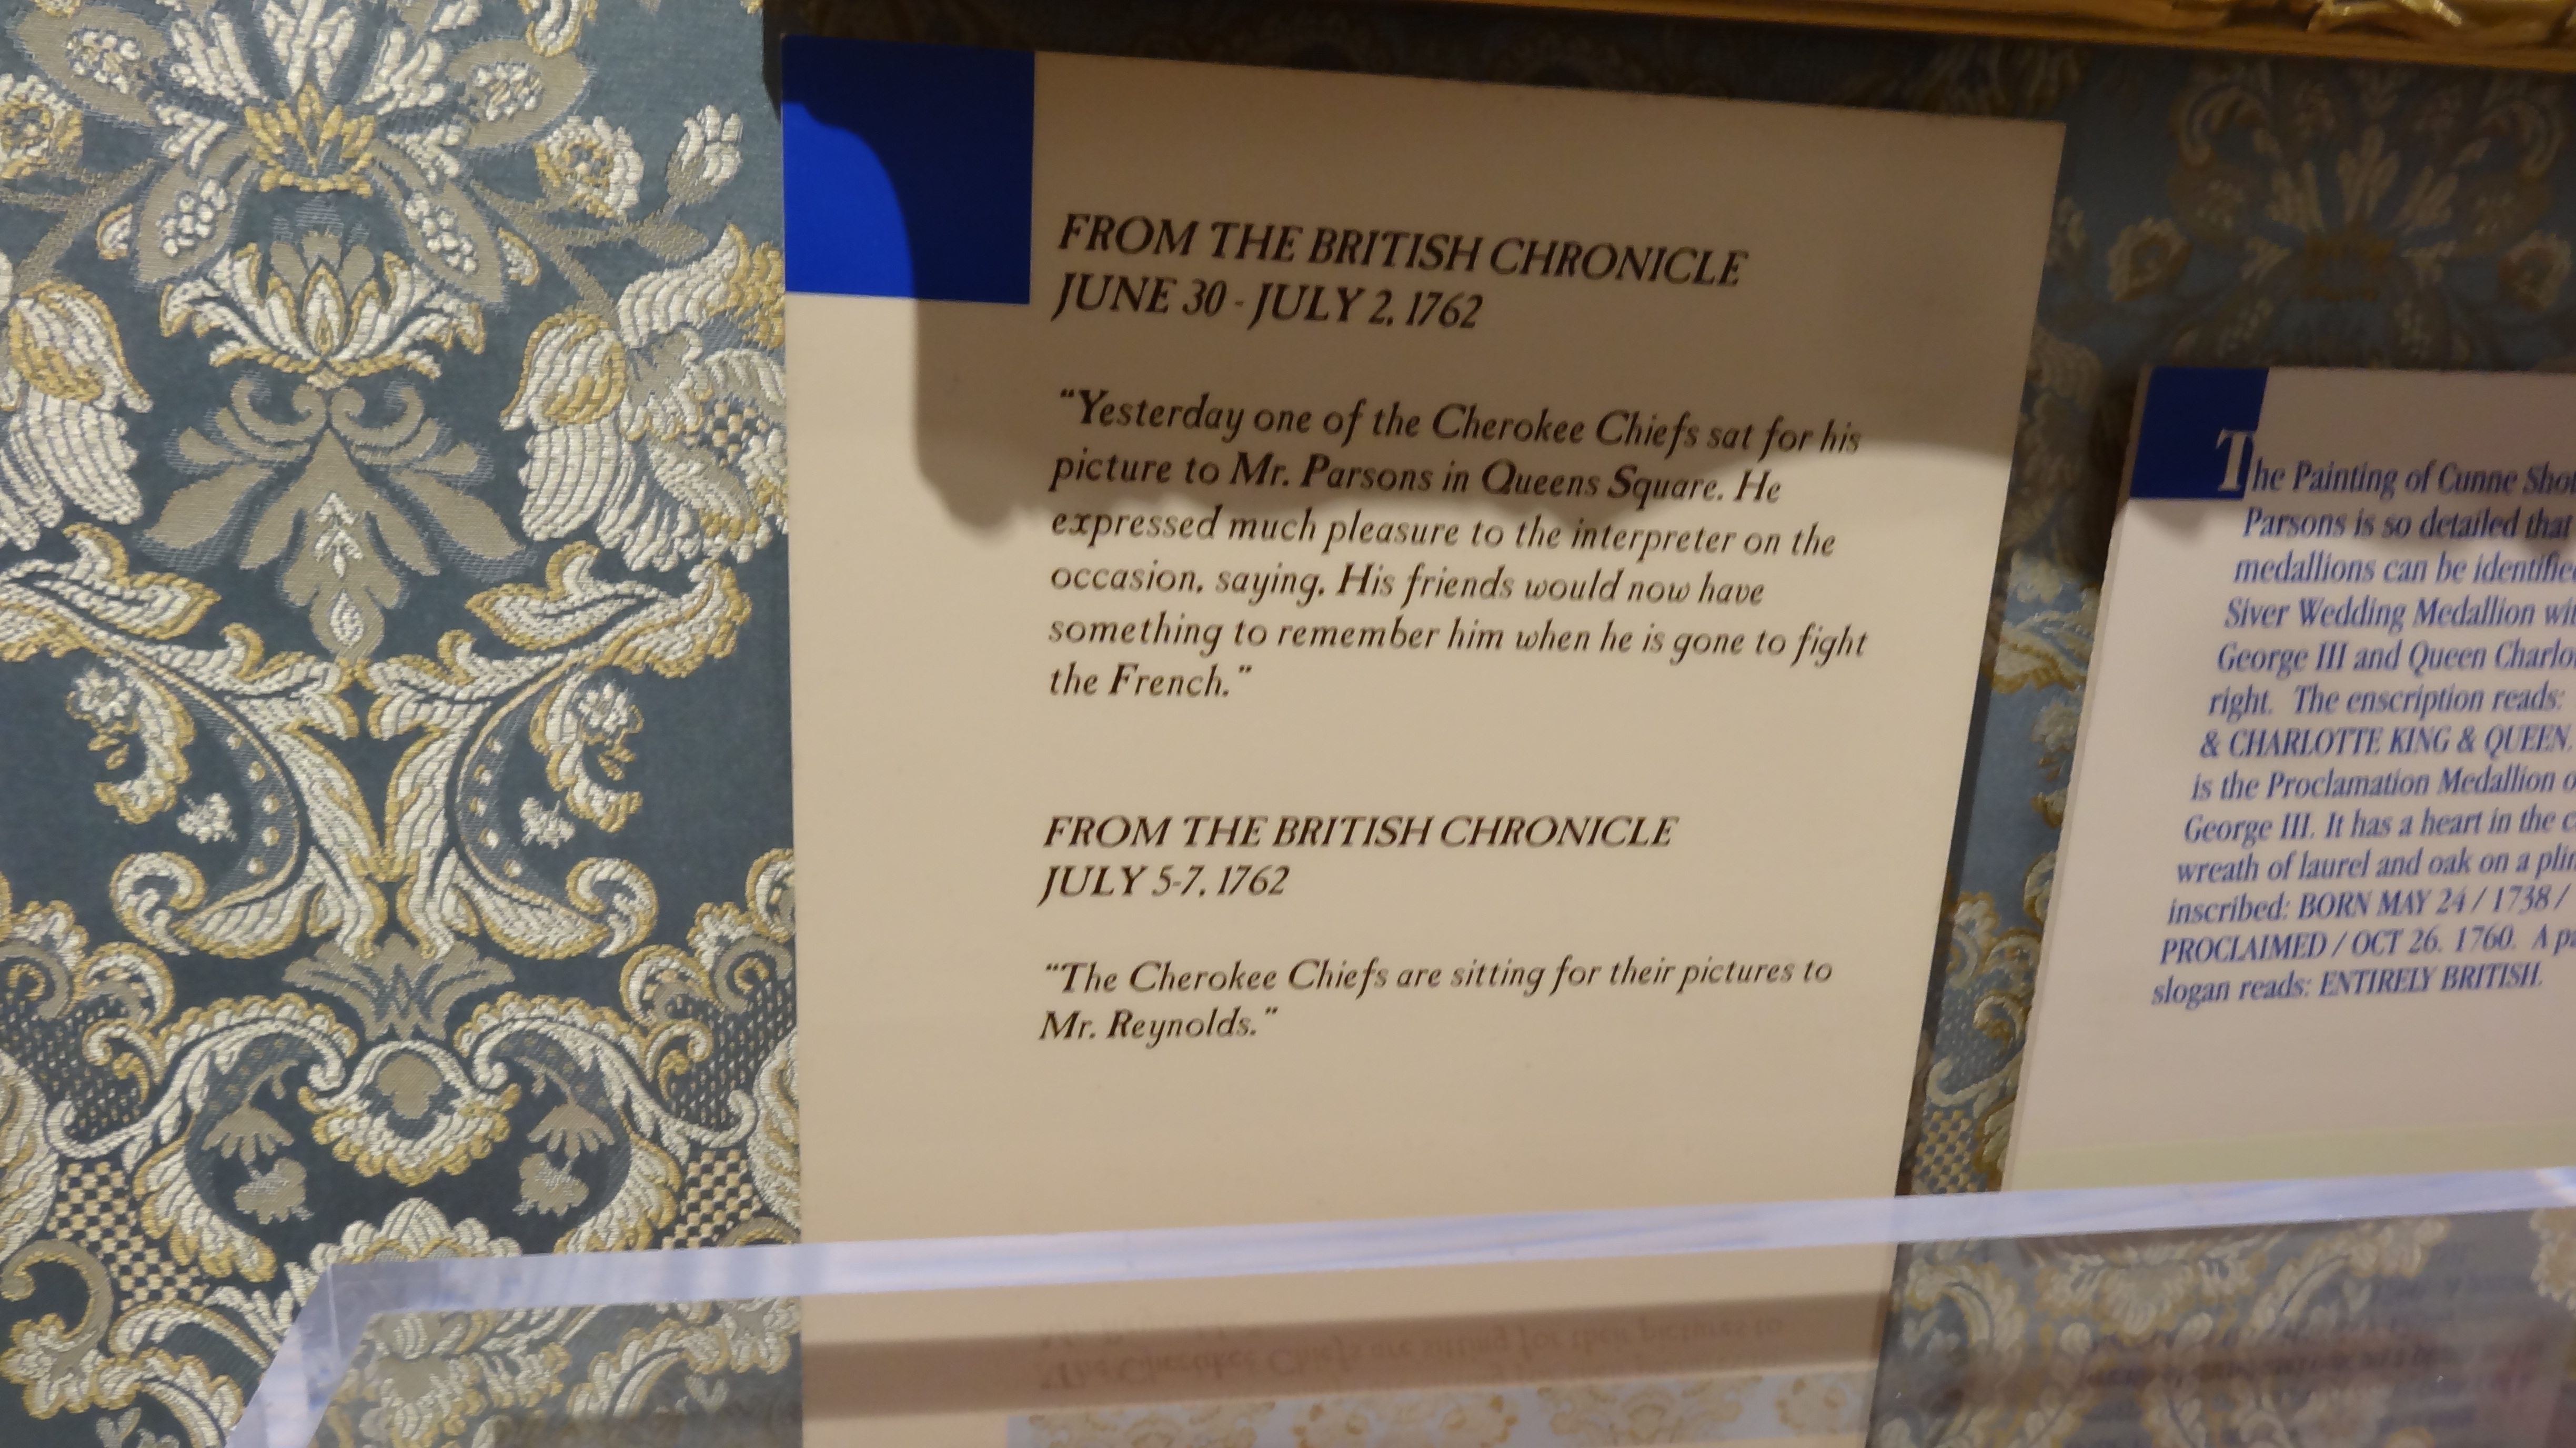 FROM THE BRITISH CHRONICLE
JUNE 30 - JULY 2, 1762
"Yesterday one of the Cherokee Chiefs sat for his
picture to Mr. Parsons in Queens Square. He
expressed much pleasure to the interpreter on the
occasion, saying, His friends would now have
something to remember him when he is gone to fight
the French."
FROM THE BRITISH CHRONICLE
JULY 5-7, 1762
"The Cherokee Chiefs are sitting for their pictures to
Mr. Reynolds."
The Painting of Cunne
Parsons is so detailed that
medallions can be
Siver Wedding Medallion
George III and Queen
right. The enscription reads:
& CHARLOTTE KING & QUEEN.
is the Proclamation Medallion
George III. It has a heart in the
wreath of laurel and oak on a
inscribed: BORN MAY 24 / 1738 /
PROCLAIMED / OCT 26. 1760. A
slogan reads: ENTIRELY BRITISH.